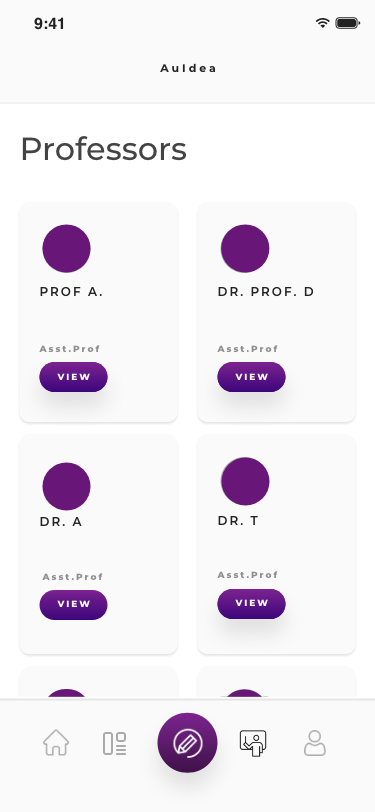 9:41
AuIdea
Professors
PROF A.
Asst.Prof
VIEW
DR. PROF. D
Asst.Prof
VIEW
DR. A
Asst.Prof
VIEW
DR. T
Asst.Prof
VIEW